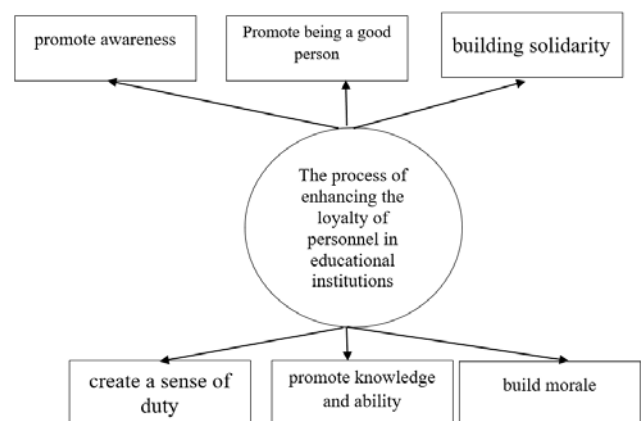 promote awareness
Promote being a good
person
building solidarity
The process of
enhancing the
loyalty of
personnel in
educational
institutions
create a sense of
duty
promote knowledge
and ability
build morale